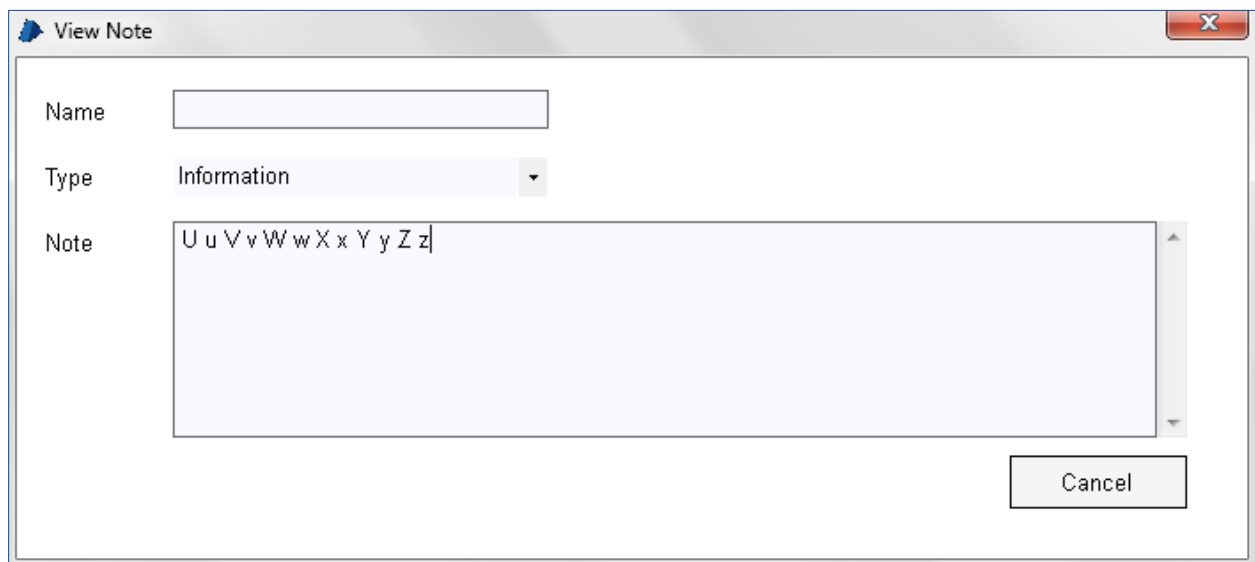 View Note
Name
Type Information
Note U u V v W w X x Y y Z z
Cancel